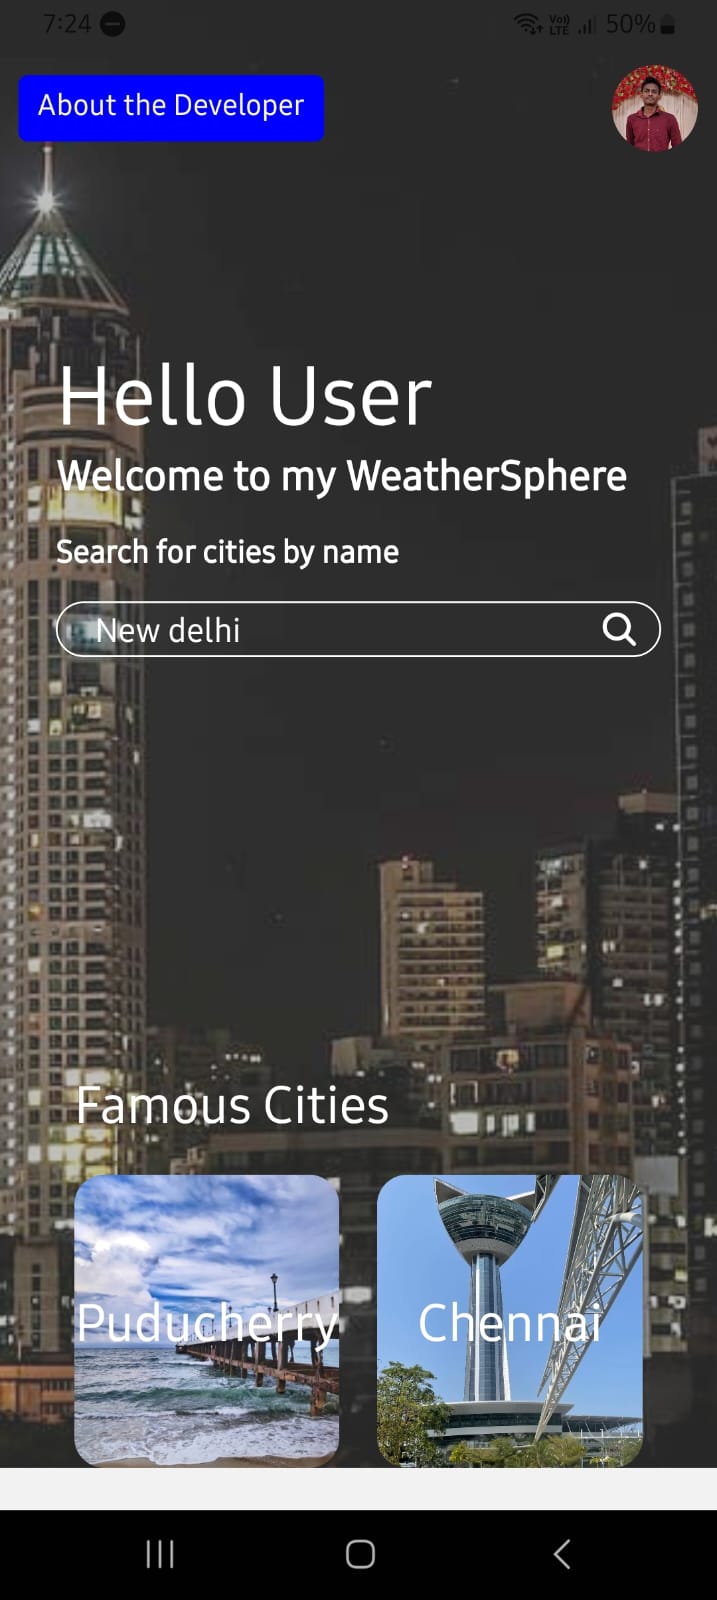 7:24 Vo)) LTE 50%
About the Developer
Hello User
Welcome to my WeatherSphere
Search for cities by name
New delhi
Famous Cities
Puducherry Chennai